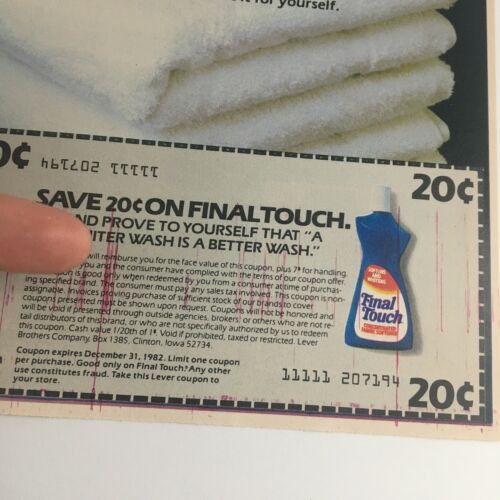 for yourself.
0¢
11111 207194
20¢
SAVE 20¢ ON FINAL TOUCH.
AND PROVE TO YOURSELF THAT "A
WHITER WASH IS A BETTER WASH."
will reimburse you for the face value of this coupon, plus 7¢ for handling,
you and the consumer have complied with the terms of our coupon offer.
is good only when redeemed by you from a consumer at time of purchas-
ing specified brand. The consumer must pay any sales tax involved. This coupon is non-
assignable. Invoices proving purchase of sufficient stock of our brands to cover
coupons presented must be shown upon request. Coupons will not be honored and
will be void if presented through outside agencies, brokers or others who are not re-
tail distributors of this brand, or who are not specifically authorized by us to redeem
this coupon. Cash value 1/20th of 1¢. Void if prohibited, taxed or restricted. Lever
Brothers Company, Box 1385, Clinton, Iowa 52734.
Coupon expires December 31, 1982. Limit one coupon
per purchase. Good only on Final Touch. Any other
use constitutes fraud. Take this Lever coupon to
your store.
SOFTENS AND
WHITENS
Final
Touch
CONCENTRATED
11111 207194
20¢